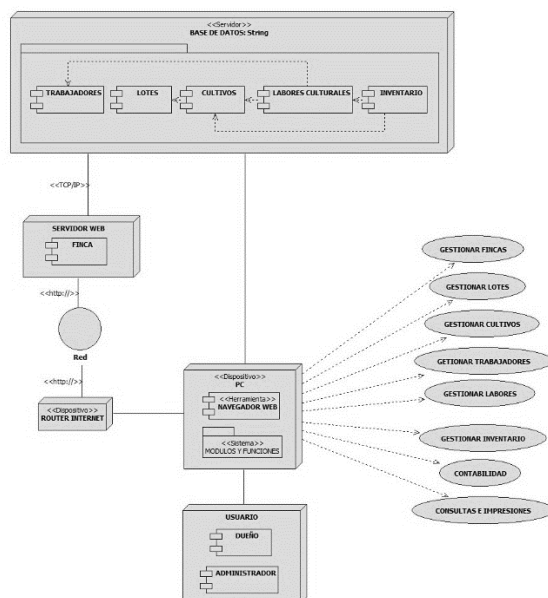 <<Servidor>>
BASE DE DATOS: String
TRABAJADORES
LOTES
CULTIVOS
LABORES CULTURALES
INVENTARIO
<<TCP/IP>>
SERVIDOR WEB
FINCA
<<http://>>
Red
<<http://>>
<<Dispositivo>>
ROUTER INTERNET
<<Dispositivo>>
PC
<<Herramienta>>
NAVEGADOR WEB
<<Sistema>>
MODULOS Y FUNCIONES
USUARIO
DUEÑO
ADMINISTRADOR
GESTIONAR FINCAS
GESTIONAR LOTES
GESTIONAR CULTIVOS
GETIONAR TRABAJADORES
GESTIONAR LABORES
GESTIONAR INVENTARIO
CONTABILIDAD
CONSULTAS E IMPRESIONES